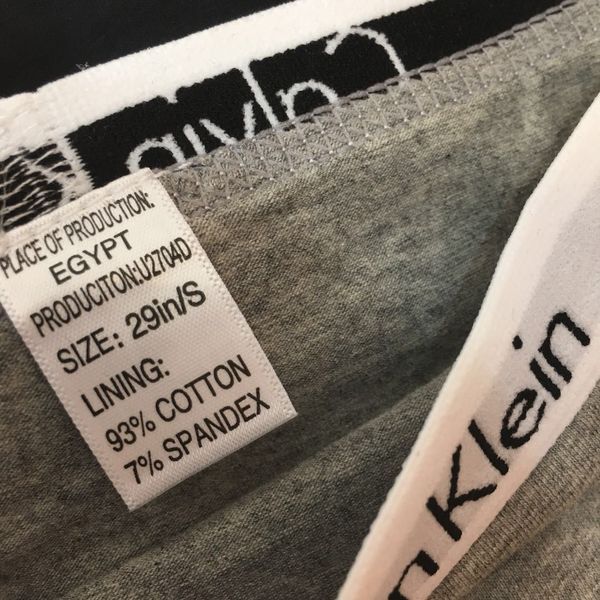 PLACE OF PRODUCTION:
EGYPT
PRODUCITON:U2704D
SIZE: 29in/S
LINING:
93% COTTON
7% SPANDEX
n Klein